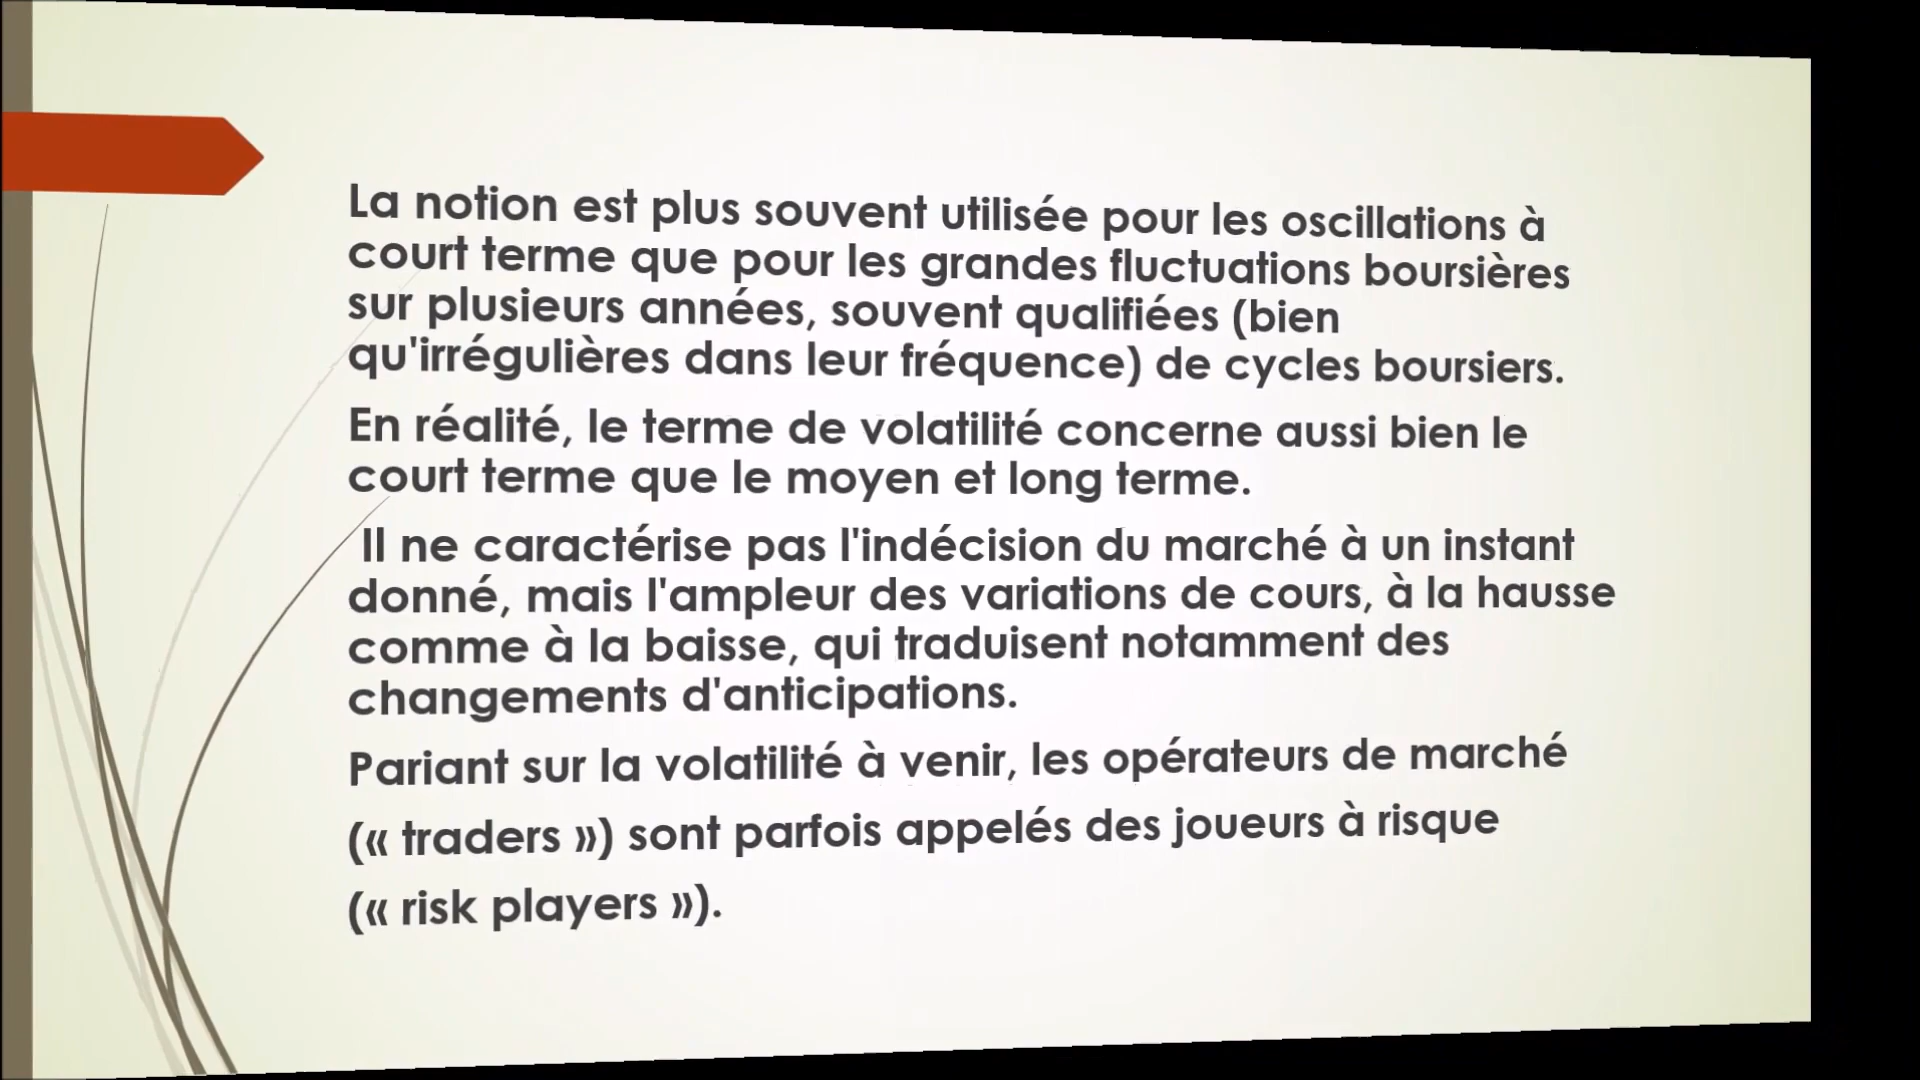 La notion est plus souvent utilisée pour les oscillations à
court terme que pour les grandes fluctuations boursières
sur plusieurs années, souvent qualifiées (bien
qu'irrégulières dans leur fréquence) de cycles boursiers.
En réalité, le terme de volatilité concerne aussi bien le
court terme que le moyen et long terme.
Il ne caractérise pas l'indécision du marché à un instant
donné, mais l'ampleur des variations de cours, à la hausse
comme à la baisse, qui traduisent notamment des
changements d'anticipations.
Pariant sur la volatilité à venir, les opérateurs de marché
(« traders ») sont parfois appelés des joueurs à risque
(« risk players »).